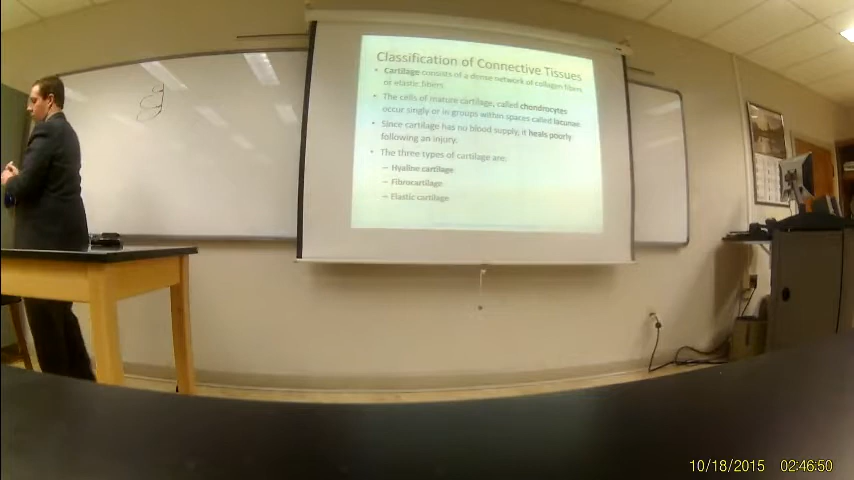 Classification of Connective Tissues
• Cartilage consists of a dense network of collagen fibers
or elastic fibers
• The cells of mature cartilage, called chondrocytes
occur singly or in groups within spaces called lacunae
• Since cartilage has no blood supply, it heals poorly
following an injury.
• The three types of cartilage are:
– Hyaline cartilage
– Fibrocartilage
– Elastic cartilage
10/18/2015 02:46:50